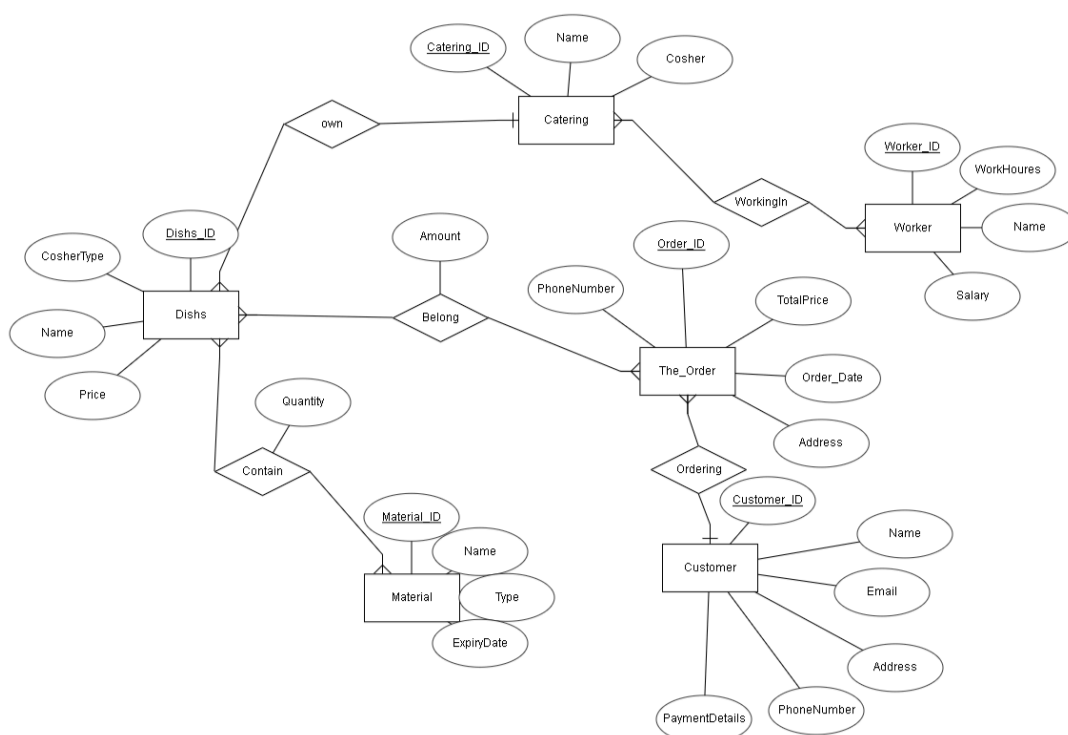 Name
Catering_ID
Cosher
Catering
own
Worker_ID
WorkHoures
WorkingIn
Worker
Name
Salary
Dishs_ID
CosherType
Dishs
Name
Price
Amount
Belong
Order_ID
PhoneNumber
TotalPrice
The_Order
Order_Date
Address
Quantity
Contain
Ordering
Material_ID
Name
Material
Type
ExpiryDate
Customer_ID
Name
Customer
Email
Address
PhoneNumber
PaymentDetails